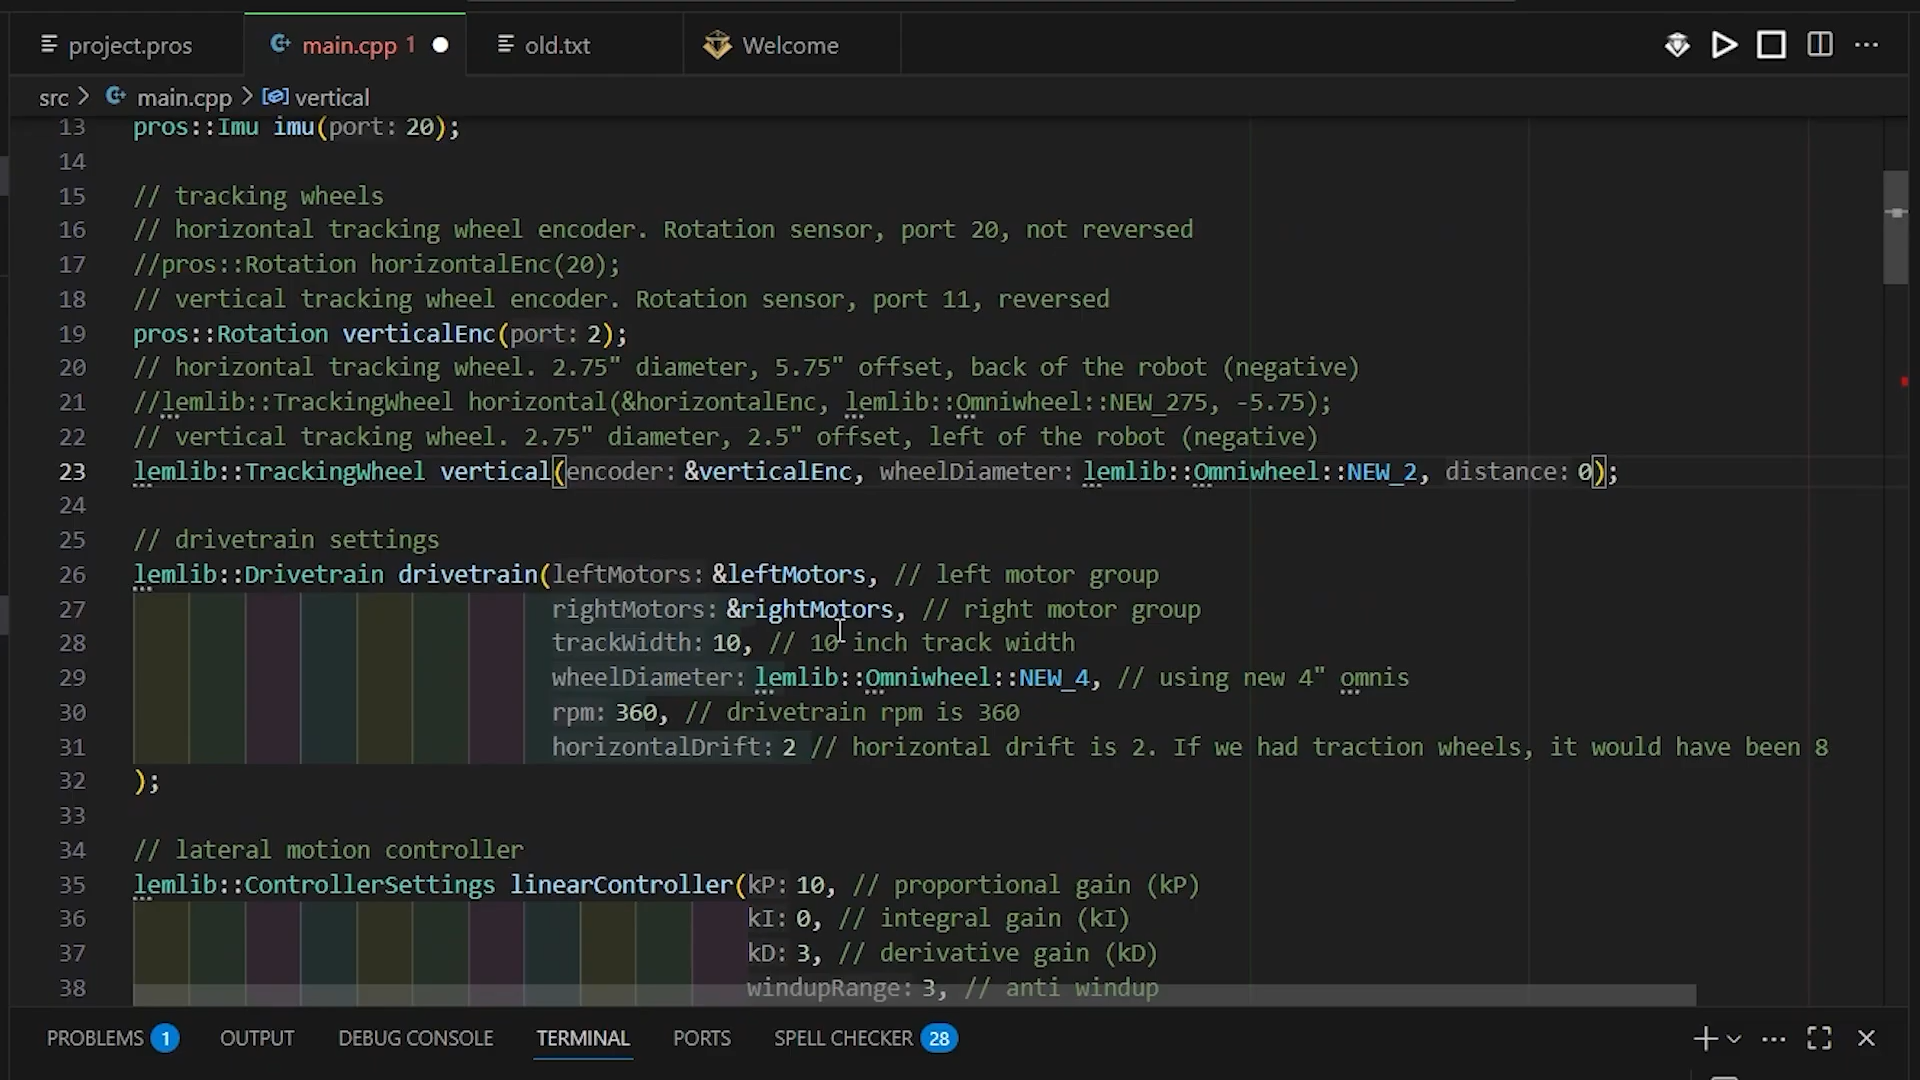 project.pros
main.cpp 1
old.txt
Welcome
src > main.cpp > vertical
13 pros::Imu imu(port: 20);
14
15 // tracking wheels
16 // horizontal tracking wheel encoder. Rotation sensor, port 20, not reversed
17 //pros::Rotation horizontalEnc(20);
18 // vertical tracking wheel encoder. Rotation sensor, port 11, reversed
19 pros::Rotation verticalEnc(port: 2);
20 // horizontal tracking wheel. 2.75" diameter, 5.75" offset, back of the robot (negative)
21 //lemlib::TrackingWheel horizontal(&horizontalEnc, lemlib::Omniwheel::NEW_275, -5.75);
22 // vertical tracking wheel. 2.75" diameter, 2.5" offset, left of the robot (negative)
23 lemlib::TrackingWheel vertical(encoder: &verticalEnc, wheelDiameter: lemlib::Omniwheel::NEW_2, distance: 0);
24
25 // drivetrain settings
26 lemlib::Drivetrain drivetrain(leftMotors: &leftMotors, // left motor group
27 rightMotors: &rightMotors, // right motor group
28 trackWidth: 10, // 10 inch track width
29 wheelDiameter: lemlib::Omniwheel::NEW_4, // using new 4" omnis
30 rpm: 360, // drivetrain rpm is 360
31 horizontalDrift: 2 // horizontal drift is 2. If we had traction wheels, it would have been 8
32 );
33
34 // lateral motion controller
35 lemlib::ControllerSettings linearController(kP: 10, // proportional gain (kP)
36 kI: 0, // integral gain (kI)
37 kD: 3, // derivative gain (kD)
38 windupRange: 3, // anti windup
PROBLEMS 1 OUTPUT DEBUG CONSOLE TERMINAL PORTS SPELL CHECKER 28